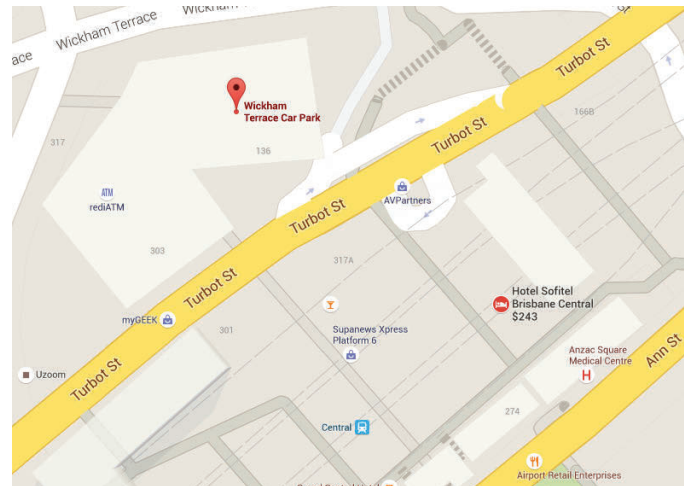 Wickham Terrace
Wickham
ace
Turbot St
Wickham
Terrace Car Park
166B
317
136
Turbot St
ATM
rediATM
AVPartners
Turbot St
303
317A
Turbot St
Hotel Sofitel
Brisbane Central
$243
myGEEK
301
Supanews Xpress
Platform 6
Ann St
Anzac Square
Medical Centre
H
Turbot St
Uzoom
274
Central
Airport Retail Enterprises